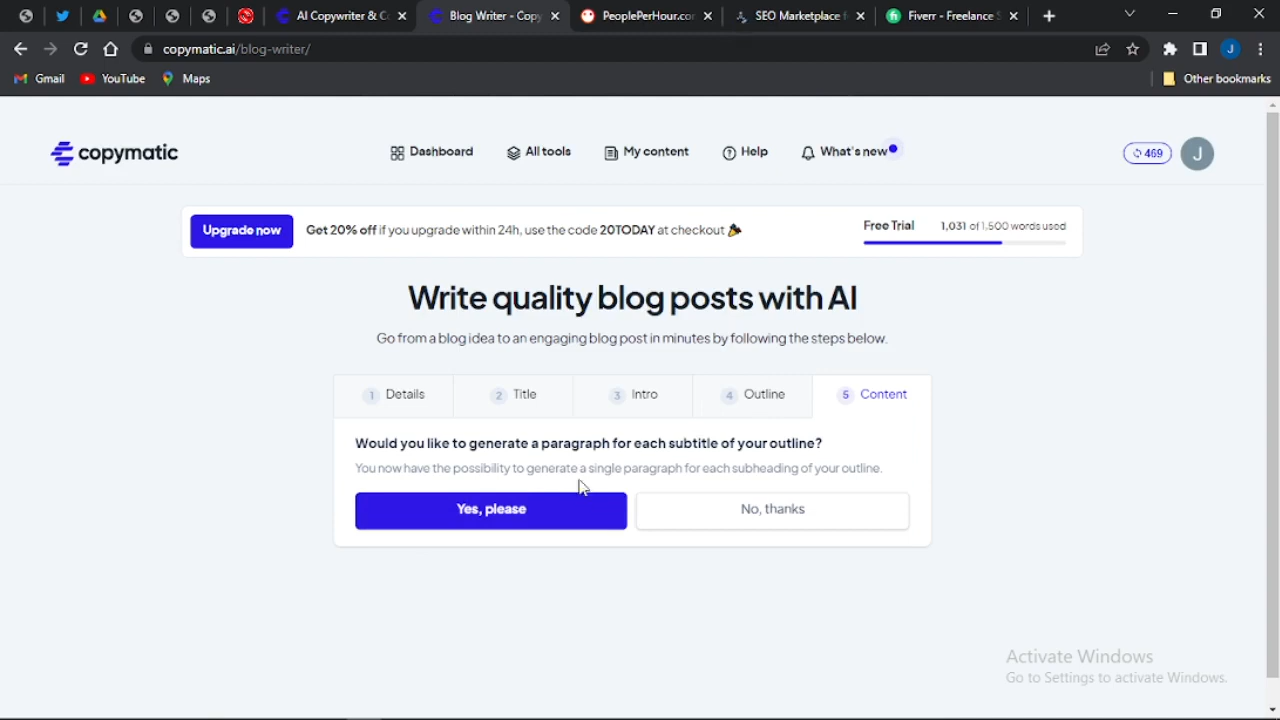 AI Copywriter & Co
Blog Writer - Copy
PeoplePerHour.com
SEO Marketplace f
Fiverr - Freelance S
copymatic.ai/blog-writer/
J
Gmail
YouTube
Maps
Other bookmarks
copymatic
Dashboard
All tools
My content
Help
What's new
469
J
Upgrade now
Get 20% off if you upgrade within 24h, use the code 20TODAY at checkout 🎉
Free Trial
1,031 of 1,500 words used
Write quality blog posts with AI
Go from a blog idea to an engaging blog post in minutes by following the steps below.
1 Details
2 Title
3 Intro
4 Outline
5 Content
Would you like to generate a paragraph for each subtitle of your outline?
You now have the possibility to generate a single paragraph for each subheading of your outline.
Yes, please
No, thanks
Activate Windows
Go to Settings to activate Windows.